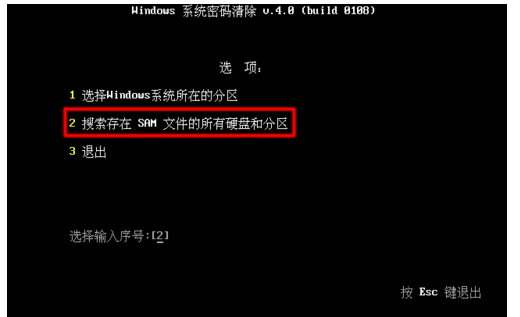 Windows 系统密码清除 v.4.0 (build 0108)
选 项:
1 选择Windows系统所在的分区
2 搜索存在 SAM 文件的所有硬盘和分区
3 退出
选择输入序号:[2]
按 Esc 键退出